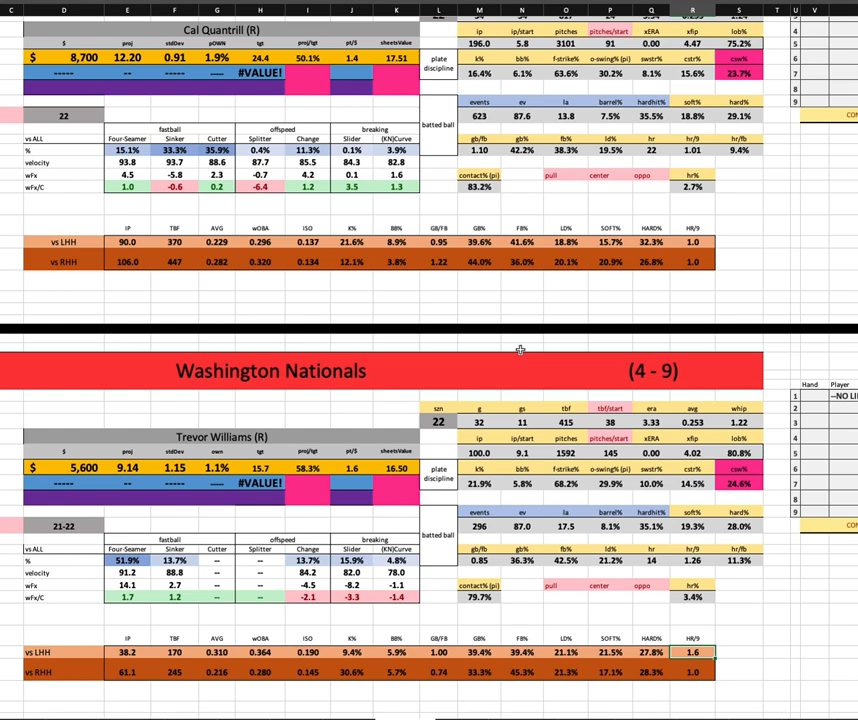 C D E F G H I J K L M N O P Q R S T U V
Cal Quantrill (R)
$ proj stdDev pOWN tgt proj/tgt pt/$ sheetsValue
$ 8,700 12.20 0.91 1.9% 24.4 50.1% 1.4 17.51
----- -- -- ---- #VALUE!
ip ip/start pitches pitches/start xERA xfip lob%
196.0 5.8 3101 91 0.00 4.47 75.2%
plate discipline
k% bb% f-strike% o-swing% (pi) swstr% cstr% csw%
16.4% 6.1% 63.6% 30.2% 8.1% 15.6% 23.7%
4
5
6
7
8
9
CON
22
batted ball
events ev la barrel% hardhit% soft% hard%
623 87.6 13.8 7.5% 35.5% 18.8% 29.1%
gb/fb gb% fb% ld% hr hr/9 hr/fb
1.10 42.2% 38.3% 19.5% 22 1.01 9.4%
contact% (pi) pull center oppo hr%
83.2% 2.7%
fastball offspeed breaking
vs ALL Four-Seamer Sinker Cutter Splitter Change Slider (KN)Curve
% 15.1% 33.3% 35.9% 0.4% 11.3% 0.1% 3.9%
velocity 93.8 93.7 88.6 87.7 85.5 84.3 82.8
wFx 4.5 -5.8 2.3 -0.7 4.2 0.1 1.6
wFx/C 1.0 -0.6 0.2 -6.4 1.2 3.5 1.3
IP TBF AVG wOBA ISO K% BB% GB/FB GB% FB% LD% SOFT% HARD% HR/9
vs LHH 90.0 370 0.229 0.296 0.137 21.6% 8.9% 0.95 39.6% 41.6% 18.8% 15.7% 32.3% 1.0
vs RHH 106.0 447 0.282 0.320 0.134 12.1% 3.8% 1.22 44.0% 36.0% 20.1% 20.9% 26.8% 1.0
Washington Nationals (4 - 9)
Hand Player
1 --NO LI
szn g gs tbf tbf/start era avg whip
22 32 11 415 38 3.33 0.253 1.22
Trevor Williams (R)
$ proj stdDev own tgt proj/tgt pt/$ sheetsValue
$ 5,600 9.14 1.15 1.1% 15.7 58.3% 1.6 16.50
----- -- -- ---- #VALUE!
ip ip/start pitches pitches/start xERA xfip lob%
100.0 9.1 1592 145 0.00 4.02 80.8%
plate discipline
k% bb% f-strike% o-swing% (pi) swstr% cstr% csw%
21.9% 5.8% 68.2% 29.9% 10.0% 14.5% 24.6%
2
3
4
5
6
7
8
9
CON
21-22
batted ball
events ev la barrel% hardhit% soft% hard%
296 87.0 17.5 8.1% 35.1% 19.3% 28.0%
gb/fb gb% fb% ld% hr hr/9 hr/fb
0.85 36.3% 42.5% 21.2% 14 1.26 11.3%
contact% (pi) pull center oppo hr%
79.7% 3.4%
fastball offspeed breaking
vs ALL Four-Seamer Sinker Cutter Splitter Change Slider (KN)Curve
% 51.9% 13.7% -- -- 13.7% 15.9% 4.8%
velocity 91.2 88.8 -- -- 84.2 82.0 78.0
wFx 14.1 2.7 -- -- -4.5 -8.2 -1.1
wFx/C 1.7 1.2 -- -- -2.1 -3.3 -1.4
IP TBF AVG wOBA ISO K% BB% GB/FB GB% FB% LD% SOFT% HARD% HR/9
vs LHH 38.2 170 0.310 0.364 0.190 9.4% 5.9% 1.00 39.4% 39.4% 21.1% 21.5% 27.8% 1.6
vs RHH 61.1 245 0.216 0.280 0.145 30.6% 5.7% 0.74 33.3% 45.3% 21.3% 17.1% 28.3% 1.0